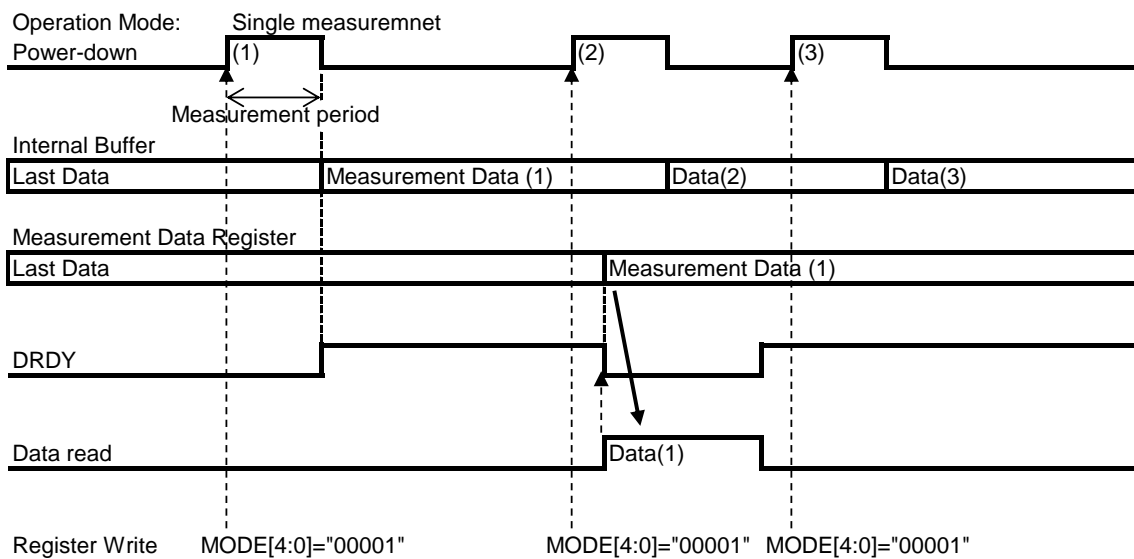 Operation Mode: Single measuremnet
Power-down (1) (2) (3)
Measurement period
Internal Buffer
Last Data Measurement Data (1) Data(2) Data(3)
Measurement Data Register
Last Data Measurement Data (1)
DRDY
Data read Data(1)
Register Write MODE[4:0]="00001" MODE[4:0]="00001" MODE[4:0]="00001"